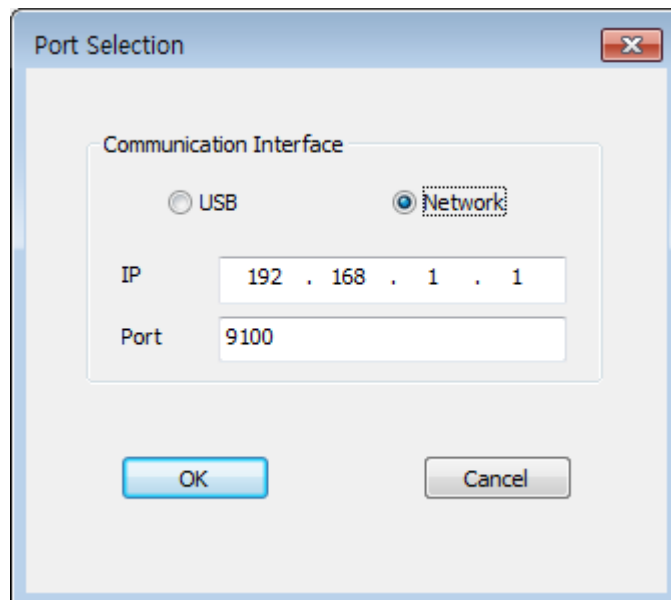 Port Selection
Communication Interface
USB Network
IP 192 . 168 . 1 . 1
Port 9100
OK Cancel